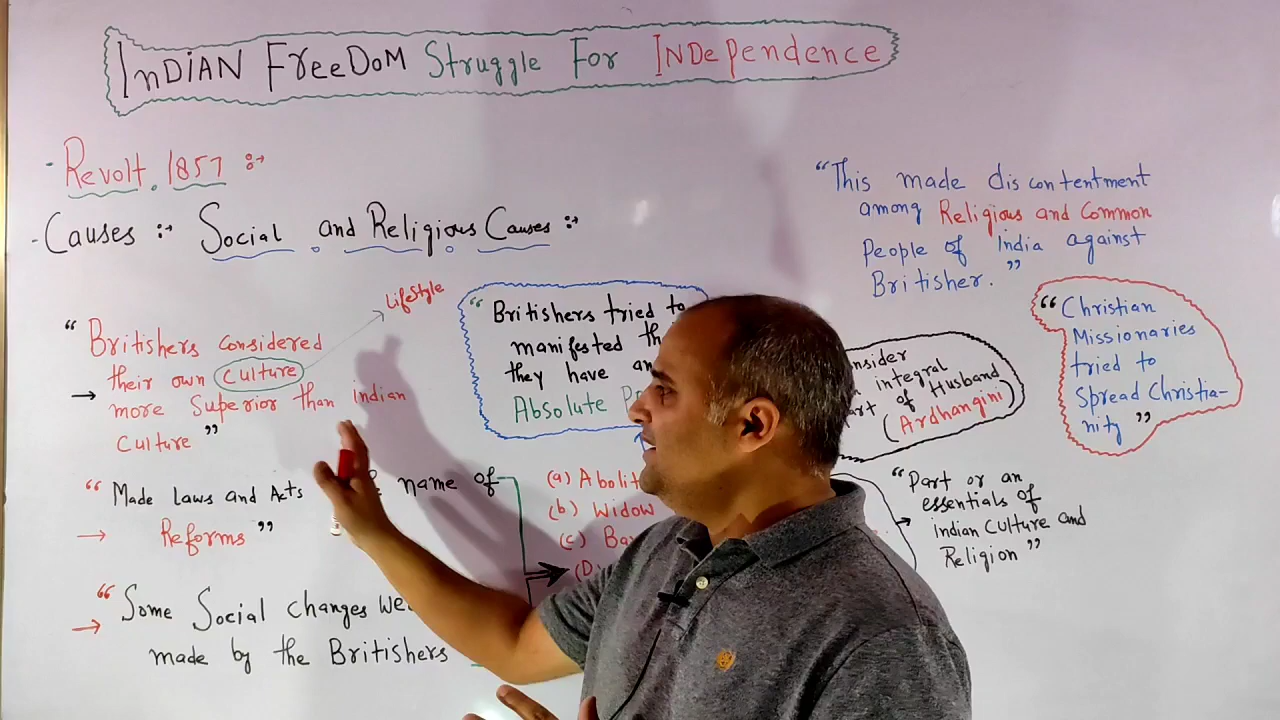 INDIAN FreeDOM Struggle For INDependence
- Revolt 1857 :→
- Causes :→ Social and Religious Causes :→
Lifestyle
“ Britishers considered
their own Culture
→ more Superior than indian
Culture ”
“ Made Laws and Acts name of
→ Reforms ”
“ Some Social changes
→ made by the Britishers
“ Britishers tried to
manifested
they have
Absolute
(a)
(b) Widow
(c)
(D
integral
of Husband
(Ardhangini)
“This made discontentment
among Religious and Common
People of India against
Britisher. ”
“ Christian
Missionaries
tried to
Spread Christia-
nity ”
“Part or an
→ essentials of
indian Culture and
Religion ”